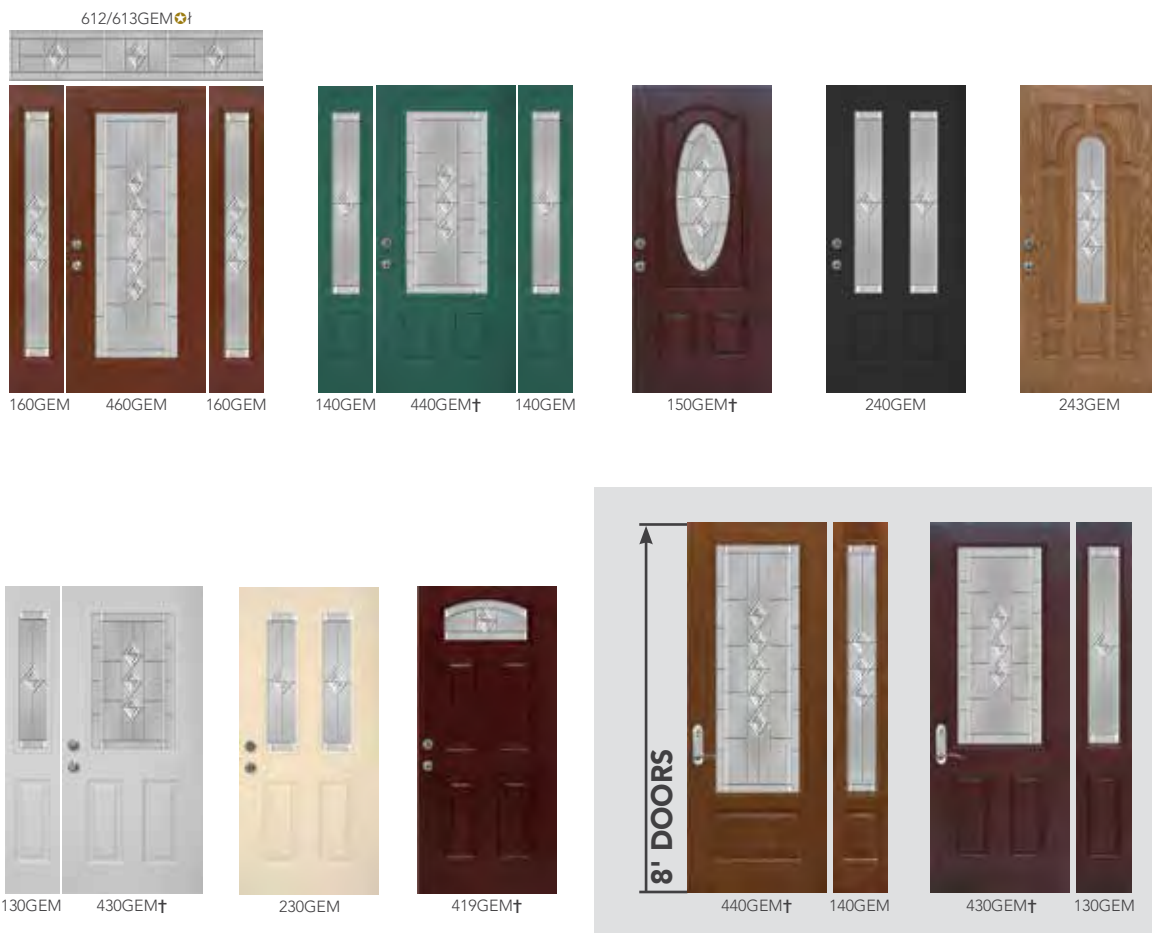 612/613GEM✪ł
160GEM 460GEM 160GEM
140GEM 440GEM† 140GEM
150GEM†
240GEM
243GEM
130GEM 430GEM†
230GEM
419GEM†
8' DOORS
440GEM† 140GEM
430GEM† 130GEM